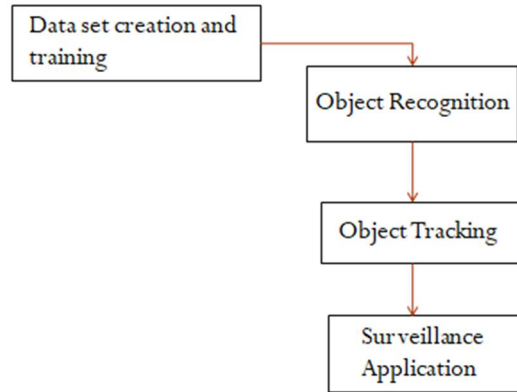 Data set creation and
training
Object Recognition
Object Tracking
Surveillance
Application